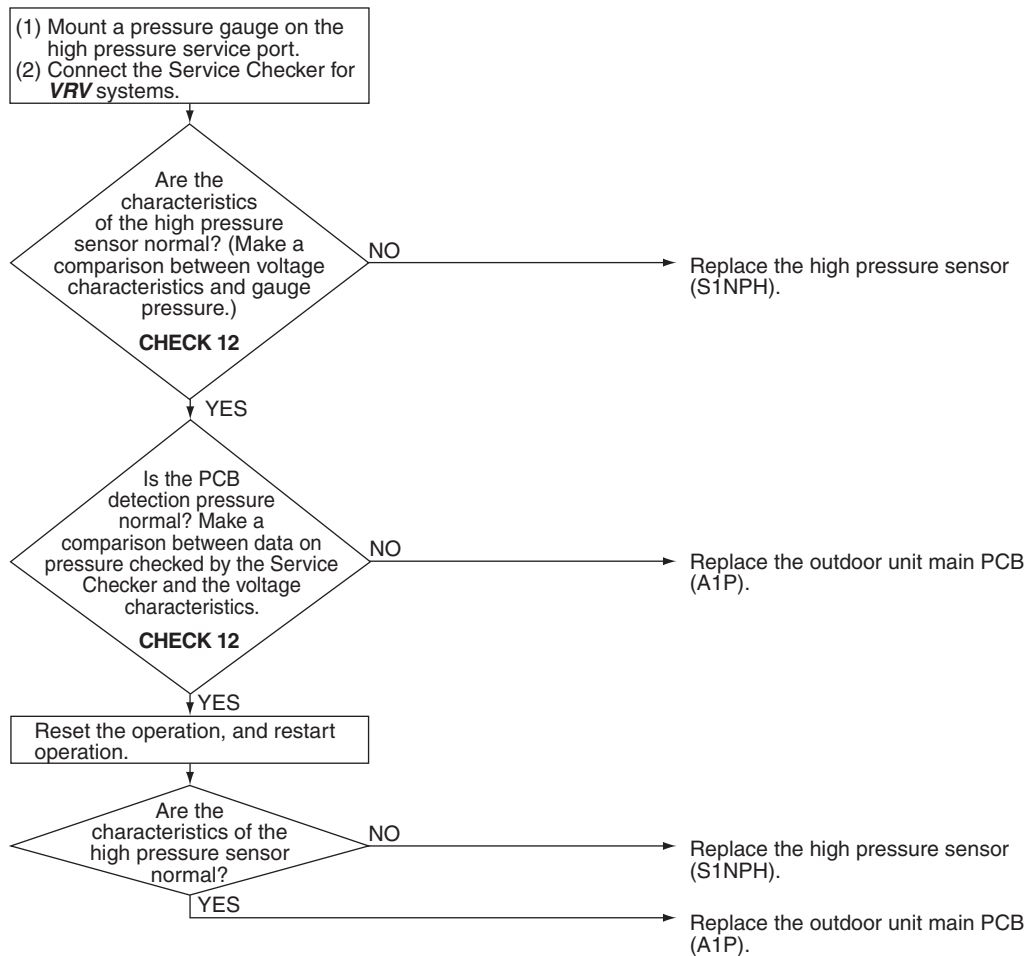 (1) Mount a pressure gauge on the
high pressure service port.
(2) Connect the Service Checker for
VRV systems.
Are the
characteristics
of the high pressure
sensor normal? (Make a
comparison between voltage
characteristics and gauge
pressure.)
CHECK 12
NO
Replace the high pressure sensor
(S1NPH).
YES
Is the PCB
detection pressure
normal? Make a
comparison between data on
pressure checked by the Service
Checker and the voltage
characteristics.
CHECK 12
NO
Replace the outdoor unit main PCB
(A1P).
YES
Reset the operation, and restart
operation.
Are the
characteristics of the
high pressure sensor
normal?
NO
Replace the high pressure sensor
(S1NPH).
YES
Replace the outdoor unit main PCB
(A1P).